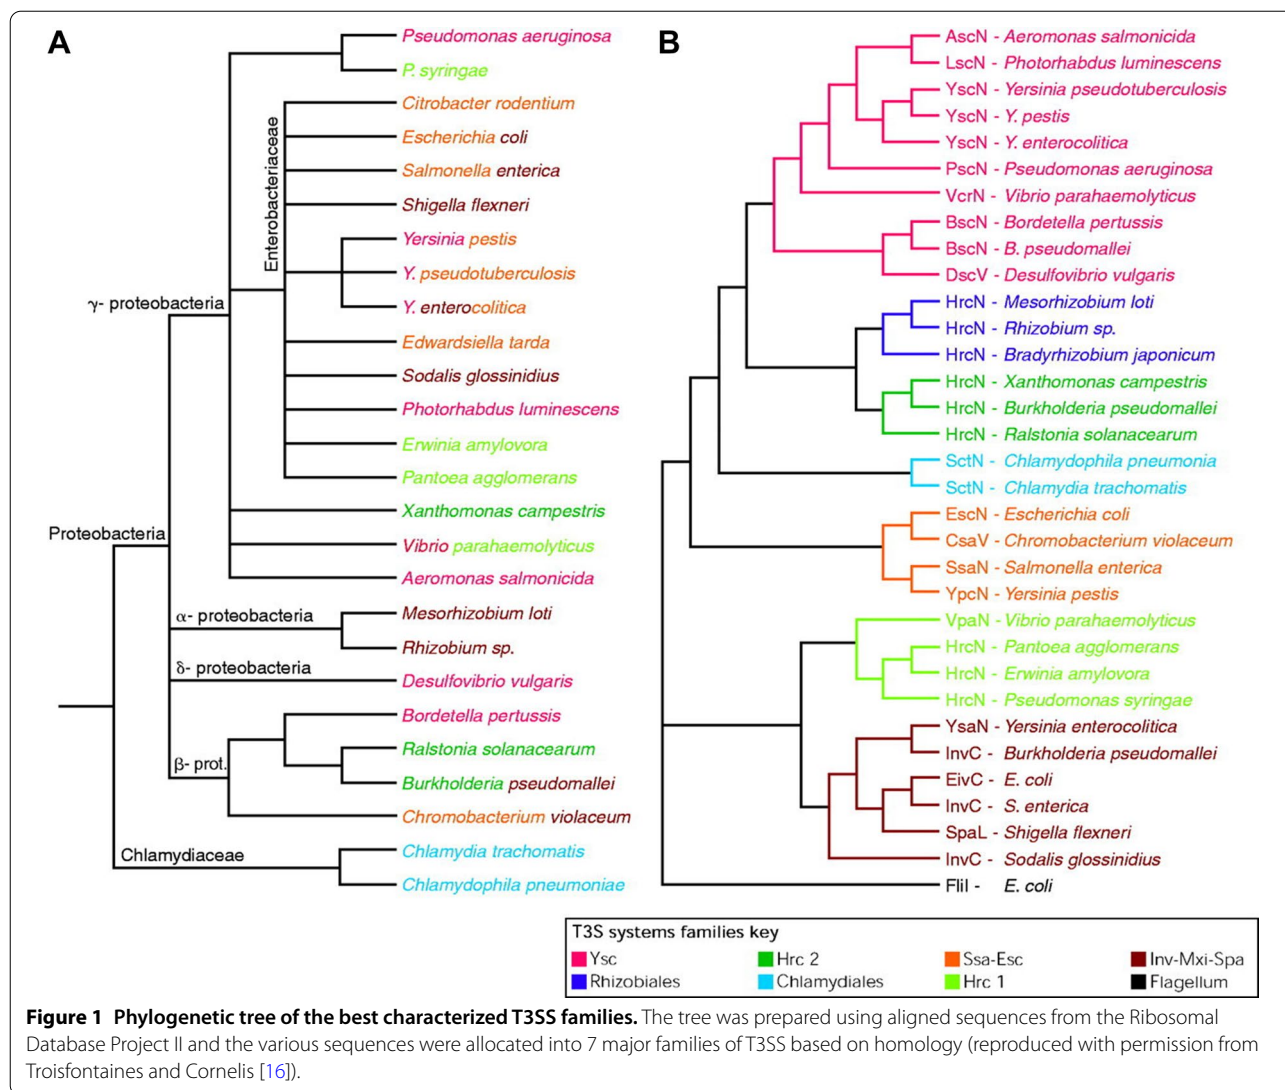 A
Pseudomonas aeruginosa
P. syringae
Citrobacter rodentium
Escherichia coli
Salmonella enterica
Shigella flexneri
Yersinia pestis
Y. pseudotuberculosis
Y. enterocolitica
Edwardsiella tarda
Sodalis glossinidius
Photorhabdus luminescens
Erwinia amylovora
Pantoea agglomerans
Xanthomonas campestris
Vibrio parahaemolyticus
Aeromonas salmonicida
Mesorhizobium loti
Rhizobium sp.
Desulfovibrio vulgaris
Bordetella pertussis
Ralstonia solanacearum
Burkholderia pseudomallei
Chromobacterium violaceum
Chlamydia trachomatis
Chlamydophila pneumoniae
Enterobacteriaceae
γ- proteobacteria
Proteobacteria
α- proteobacteria
δ- proteobacteria
β- prot.
Chlamydiaceae
B
AscN - Aeromonas salmonicida
LscN - Photorhabdus luminescens
YscN - Yersinia pseudotuberculosis
YscN - Y. pestis
YscN - Y. enterocolitica
PscN - Pseudomonas aeruginosa
VcrN - Vibrio parahaemolyticus
BscN - Bordetella pertussis
BscN - B. pseudomallei
DscV - Desulfovibrio vulgaris
HrcN - Mesorhizobium loti
HrcN - Rhizobium sp.
HrcN - Bradyrhizobium japonicum
HrcN - Xanthomonas campestris
HrcN - Burkholderia pseudomallei
HrcN - Ralstonia solanacearum
SctN - Chlamydophila pneumonia
SctN - Chlamydia trachomatis
EscN - Escherichia coli
CsaV - Chromobacterium violaceum
SsaN - Salmonella enterica
YpcN - Yersinia pestis
VpaN - Vibrio parahaemolyticus
HrcN - Pantoea agglomerans
HrcN - Erwinia amylovora
HrcN - Pseudomonas syringae
YsaN - Yersinia enterocolitica
InvC - Burkholderia pseudomallei
EivC - E. coli
InvC - S. enterica
SpaL - Shigella flexneri
InvC - Sodalis glossinidius
FliI - E. coli
T3S systems families key
Ysc Hrc 2 Ssa-Esc Inv-Mxi-Spa
Rhizobiales Chlamydiales Hrc 1 Flagellum
Figure 1 Phylogenetic tree of the best characterized T3SS families. The tree was prepared using aligned sequences from the Ribosomal
Database Project II and the various sequences were allocated into 7 major families of T3SS based on homology (reproduced with permission from
Troisfontaines and Cornelis [16]).